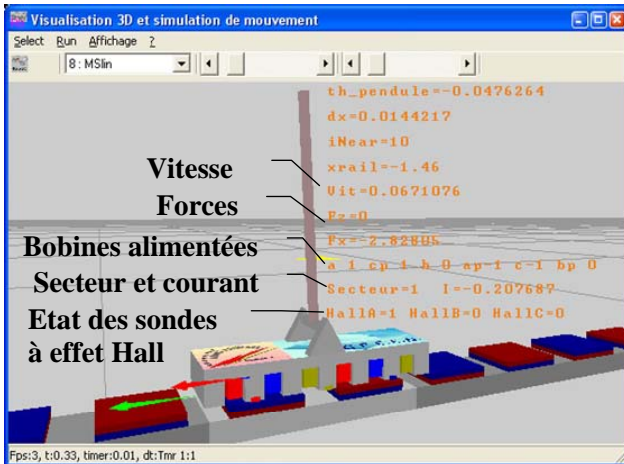 Visualisation 3D et simulation de mouvement
Select Run Affichage ?
8 : MSlin
th_pendule=-0.0476264
dx=0.0144217
iNear=10
xrail=-1.46
Vitesse
Vit=0.0671076
Forces
Fz=0
Fx=-2.82805
Bobines alimentées
a 1 cp 1 b 0 ap-1 c-1 bp 0
Secteur et courant
Secteur=1 I=-0.207687
Etat des sondes
à effet Hall
HallA=1 HallB=0 HallC=0
Fps:3, t:0.33, timer:0.01, dt:Tmr 1:1